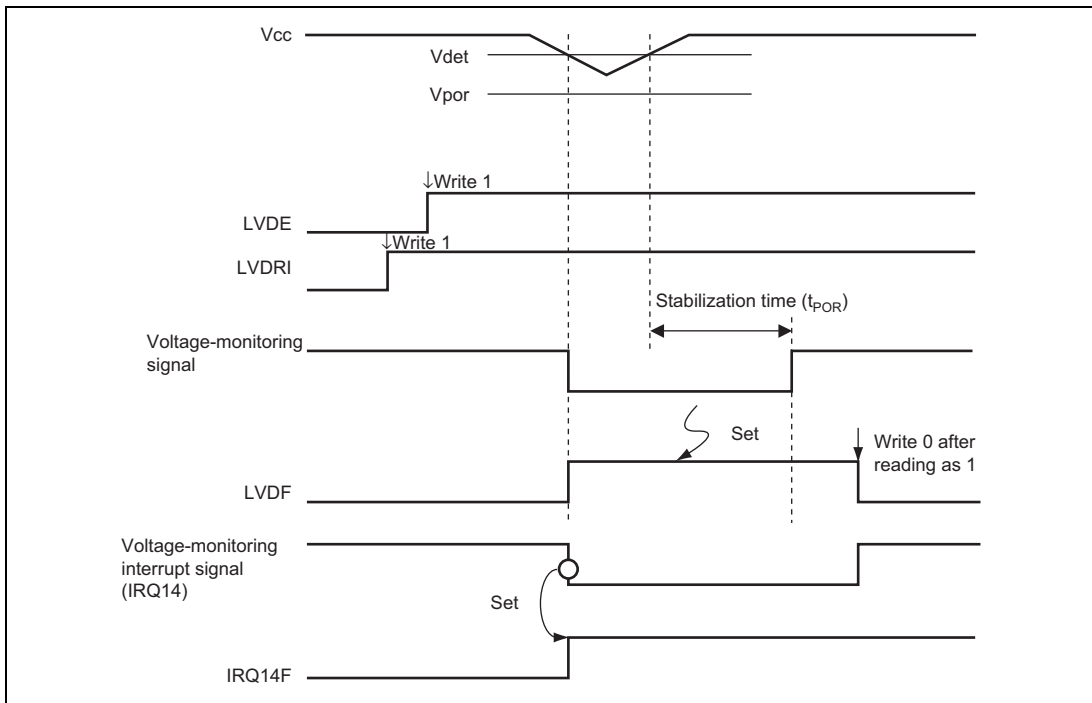 Vcc
Vdet
Vpor
↓Write 1
LVDE
↓Write 1
LVDRI
Stabilization time (tPOR)
Voltage-monitoring
signal
Set
Write 0 after
reading as 1
LVDF
Voltage-monitoring
interrupt signal
(IRQ14)
Set
IRQ14F